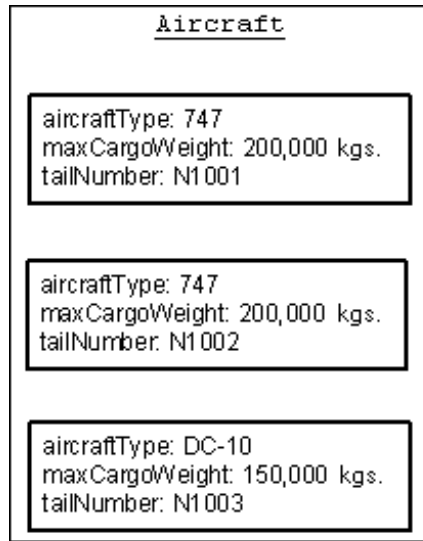 Aircraft
aircraftType: 747
maxCargoWeight: 200,000 kgs.
tailNumber: N1001
aircraftType: 747
maxCargoWeight: 200,000 kgs.
tailNumber: N1002
aircraftType: DC-10
maxCargoWeight: 150,000 kgs.
tailNumber: N1003